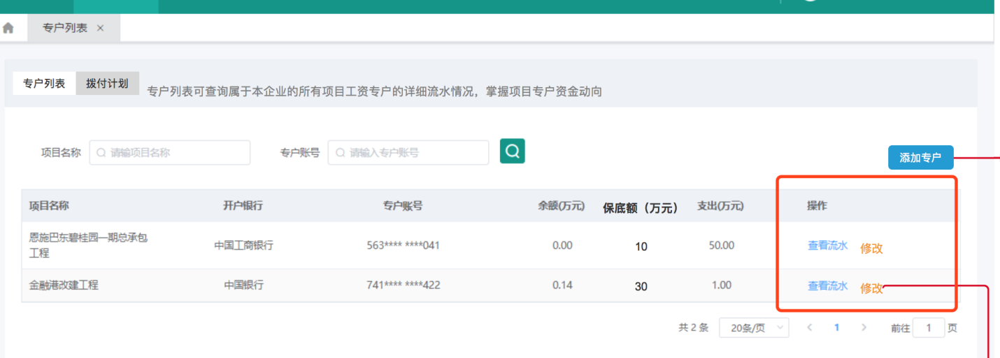 专户列表 ×
专户列表 拨付计划 专户列表可查询属于本企业的所有项目工资专户的详细流水情况，掌握项目专户资金动向
项目名称 请输项目名称 专户账号 请输入专户账号
添加专户
项目名称 开户银行 专户账号 余额(万元) 保底额（万元） 支出(万元) 操作
恩施巴东碧桂园一期总承包
工程 中国工商银行 563**** ****041 0.00 10 50.00 查看流水 修改
金融港改建工程 中国银行 741**** ****422 0.14 30 1.00 查看流水 修改
共 2 条 20条/页 < 1 > 前往 1 页